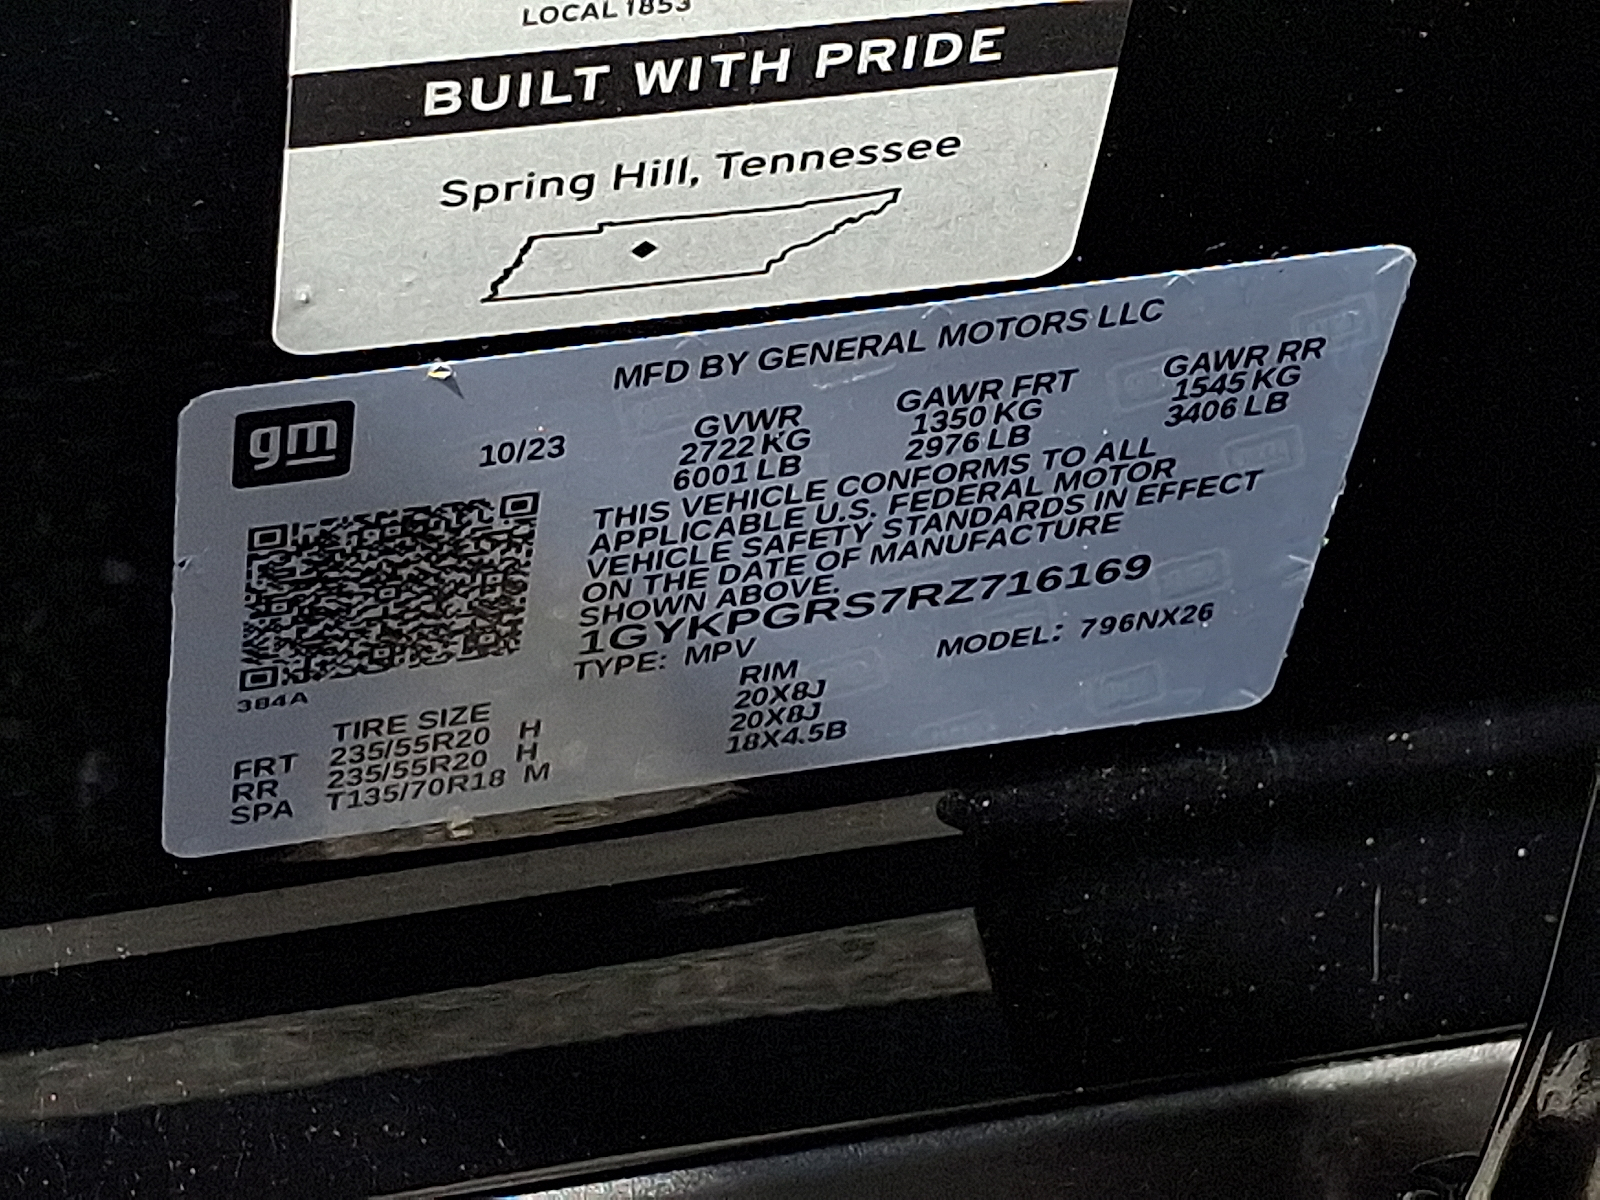 LOCAL 1853
BUILT WITH PRIDE
Spring Hill, Tennessee
MFD BY GENERAL MOTORS LLC
gm
10/23
GVWR
2722 KG
6001 LB
GAWR FRT
1350 KG
2976 LB
GAWR RR
1545 KG
3406 LB
THIS VEHICLE CONFORMS TO ALL
APPLICABLE U.S. FEDERAL MOTOR
VEHICLE SAFETY STANDARDS IN EFFECT
ON THE DATE OF MANUFACTURE
SHOWN ABOVE.
1GYKPGRS7RZ716169
TYPE: MPV
MODEL: 796NX26
384A
TIRE SIZE RIM
FRT 235/55R20 H 20X8J
RR 235/55R20 H 20X8J
SPA T135/70R18 M 18X4.5B